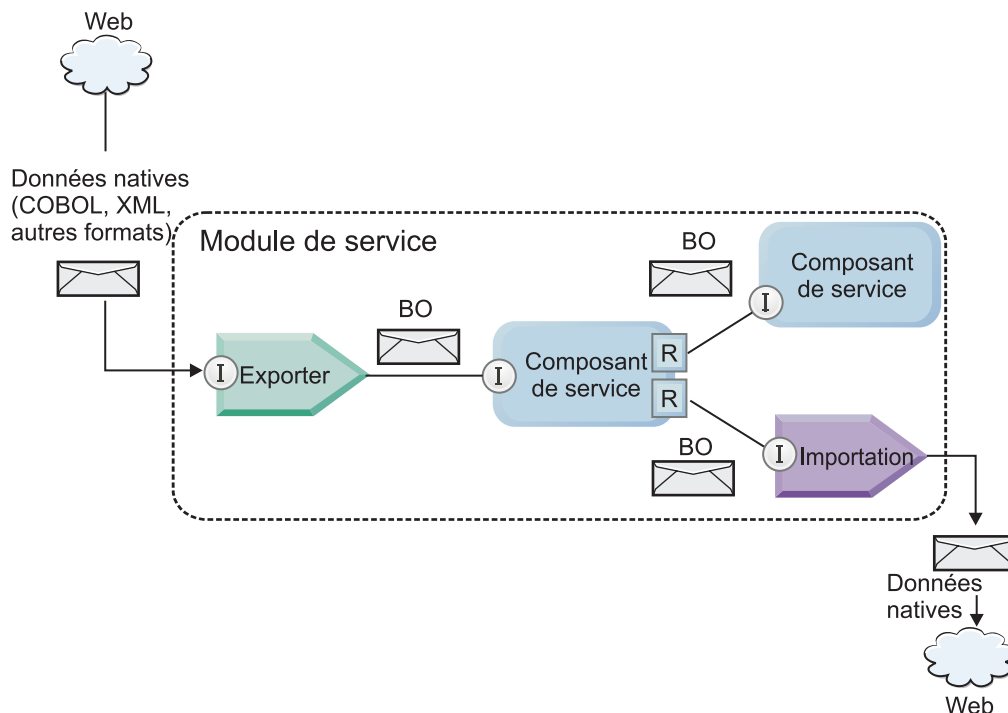 Web
Données natives
(COBOL, XML,
autres formats)
Module de service
BO
Composant
de service
I
BO
I
Exporter
I
Composant
de service
R
R
BO
I
Importation
Données
natives
Web